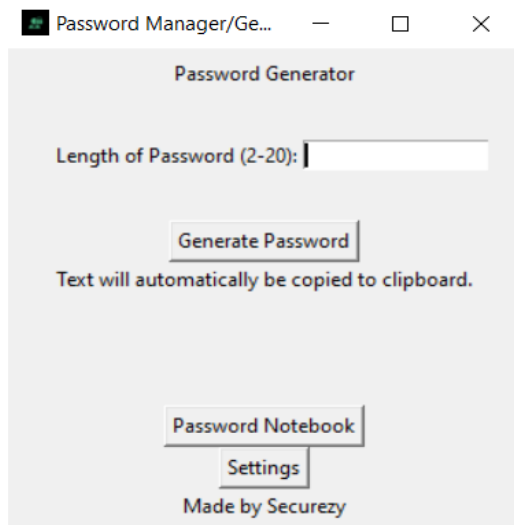 Password Manager/Ge...
Password Generator
Length of Password (2-20):
Generate Password
Text will automatically be copied to clipboard.
Password Notebook
Settings
Made by Securezy